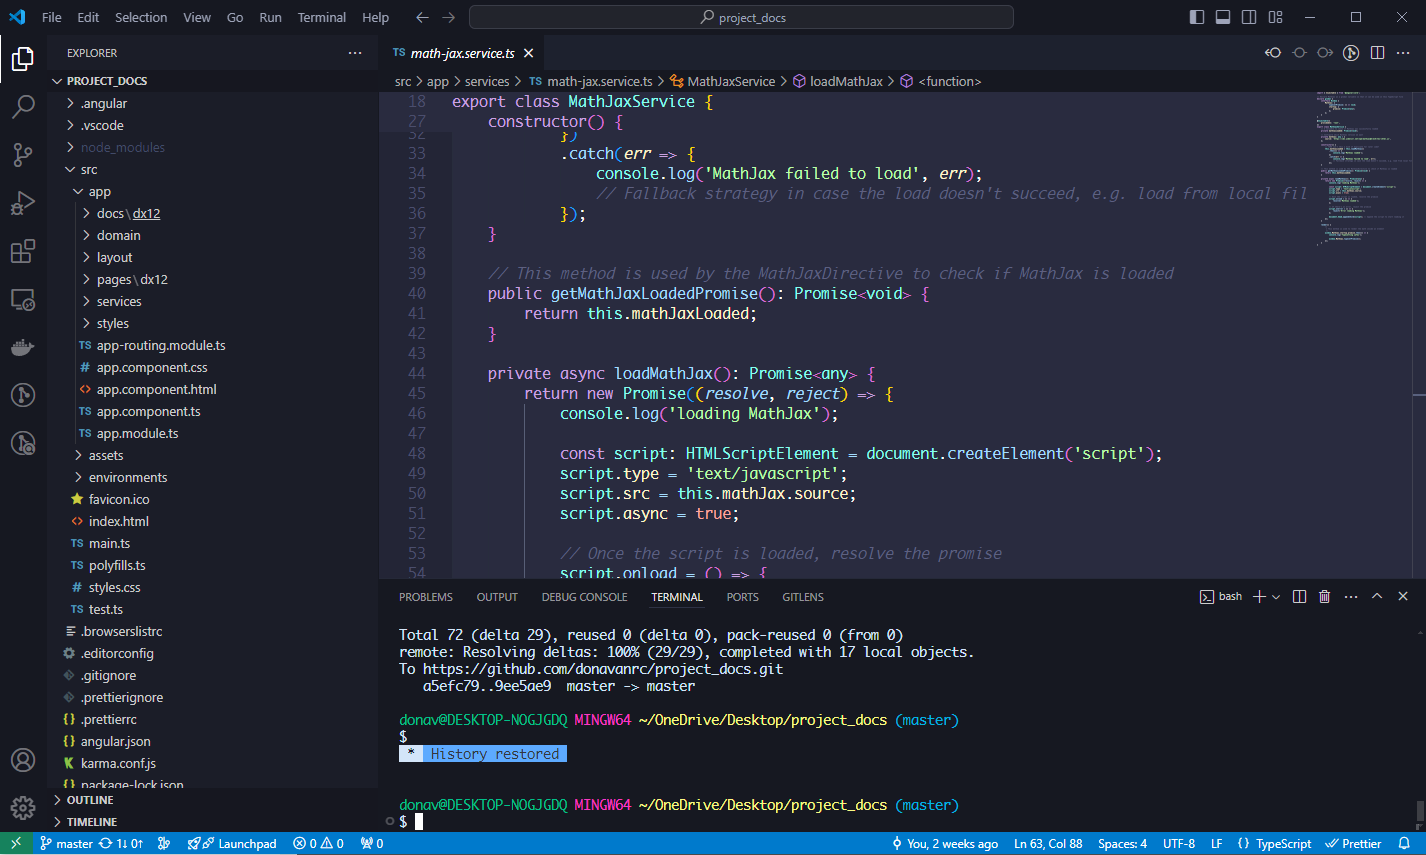 File Edit Selection View Go Run Terminal Help
project_docs
EXPLORER
PROJECT_DOCS
.angular
.vscode
node_modules
src
app
docs\dx12
domain
layout
pages\dx12
services
styles
TS app-routing.module.ts
# app.component.css
<> app.component.html
TS app.component.ts
TS app.module.ts
assets
environments
favicon.ico
<> index.html
TS main.ts
TS polyfills.ts
# styles.css
TS test.ts
.browserslistrc
.editorconfig
.gitignore
.prettierignore
{} .prettierrc
{} angular.json
karma.conf.js
{} package-lock.json
OUTLINE
TIMELINE
TS math-jax.service.ts
src > app > services > TS math-jax.service.ts > MathJaxService > loadMathJax > <function>
18 export class MathJaxService {
27 constructor() {
32 })
33 .catch(err => {
34 console.log('MathJax failed to load', err);
35 // Fallback strategy in case the load doesn't succeed, e.g. load from local fil
36 });
37 }
38
39 // This method is used by the MathJaxDirective to check if MathJax is loaded
40 public getMathJaxLoadedPromise(): Promise<void> {
41 return this.mathJaxLoaded;
42 }
43
44 private async loadMathJax(): Promise<any> {
45 return new Promise((resolve, reject) => {
46 console.log('loading MathJax');
47
48 const script: HTMLScriptElement = document.createElement('script');
49 script.type = 'text/javascript';
50 script.src = this.mathJax.source;
51 script.async = true;
52
53 // Once the script is loaded, resolve the promise
54 script.onload = () => {
PROBLEMS OUTPUT DEBUG CONSOLE TERMINAL PORTS GITLENS
bash
Total 72 (delta 29), reused 0 (delta 0), pack-reused 0 (from 0)
remote: Resolving deltas: 100% (29/29), completed with 17 local objects.
To https://github.com/donavanrc/project_docs.git
a5efc79..9ee5ae9 master -> master
donav@DESKTOP-NOGJGDQ MINGW64 ~/OneDrive/Desktop/project_docs (master)
$
* History restored
donav@DESKTOP-NOGJGDQ MINGW64 ~/OneDrive/Desktop/project_docs (master)
$
master 1↓ 0↑ Launchpad 0 0 0 You, 2 weeks ago Ln 63, Col 88 Spaces: 4 UTF-8 LF {} TypeScript Prettier